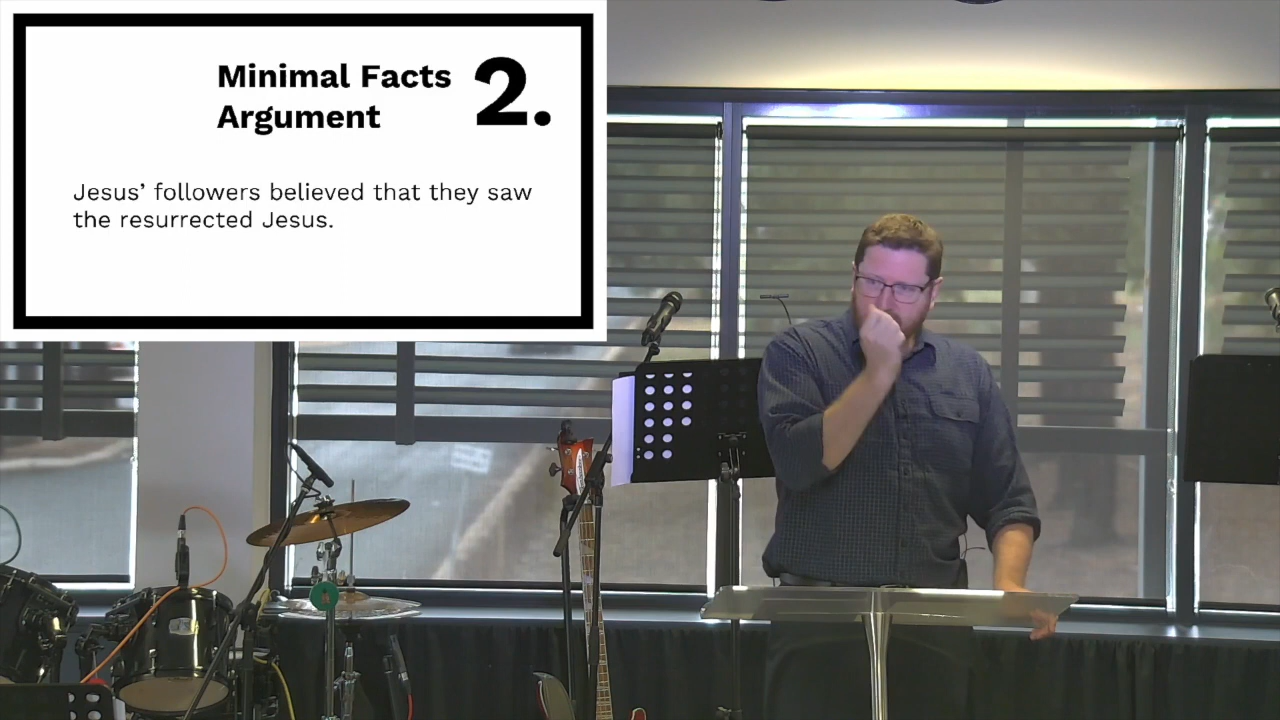 Minimal Facts
Argument
2.
Jesus’ followers believed that they saw
the resurrected Jesus.